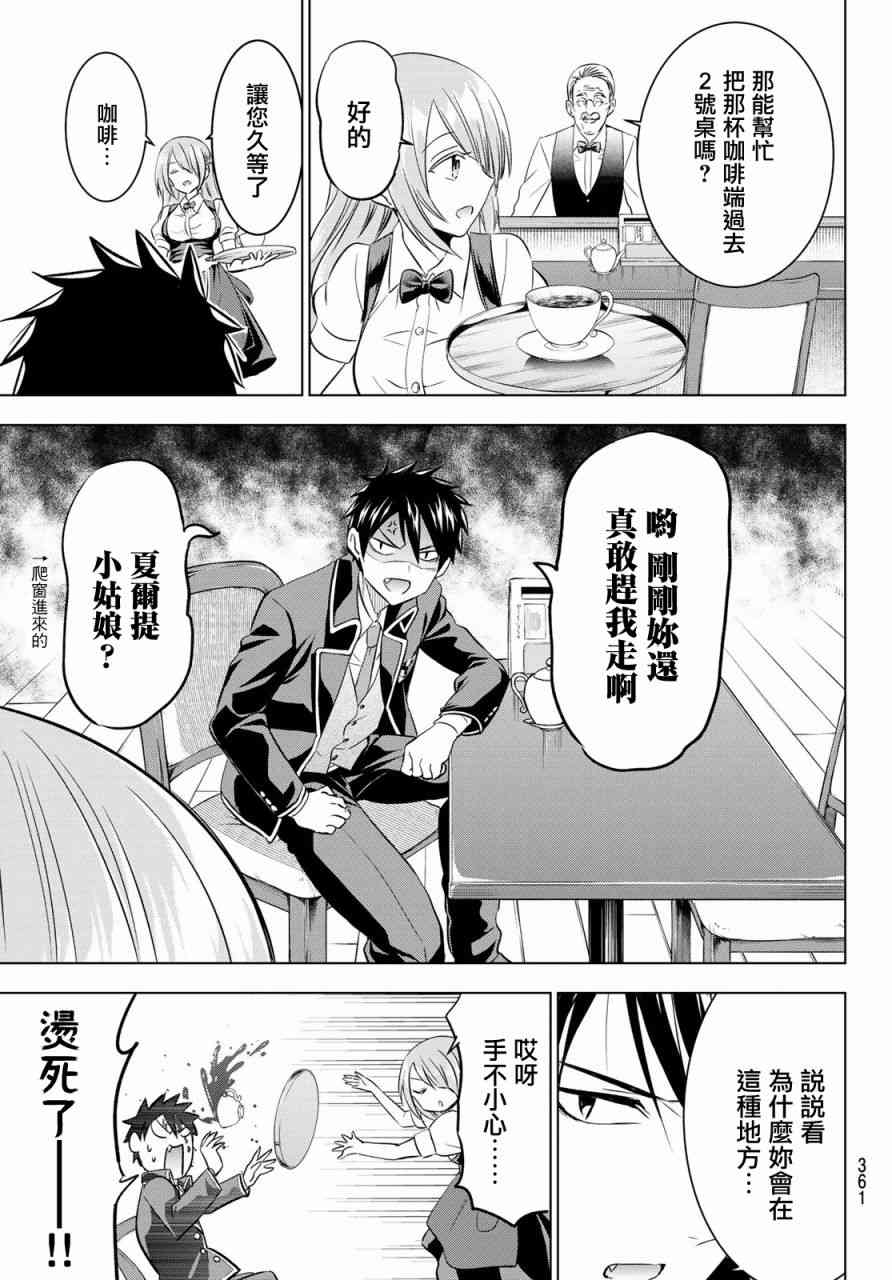 那能幫忙
把那杯咖啡端過去
2號桌嗎?
好的
讓您久等了
咖啡…
喲 剛剛妳還
真敢趕我走啊
夏爾提
小姑娘?
→爬窗進來的
說說看
為什麼妳會在
這種地方…
哎呀
手不小心……
燙死了——!!
361